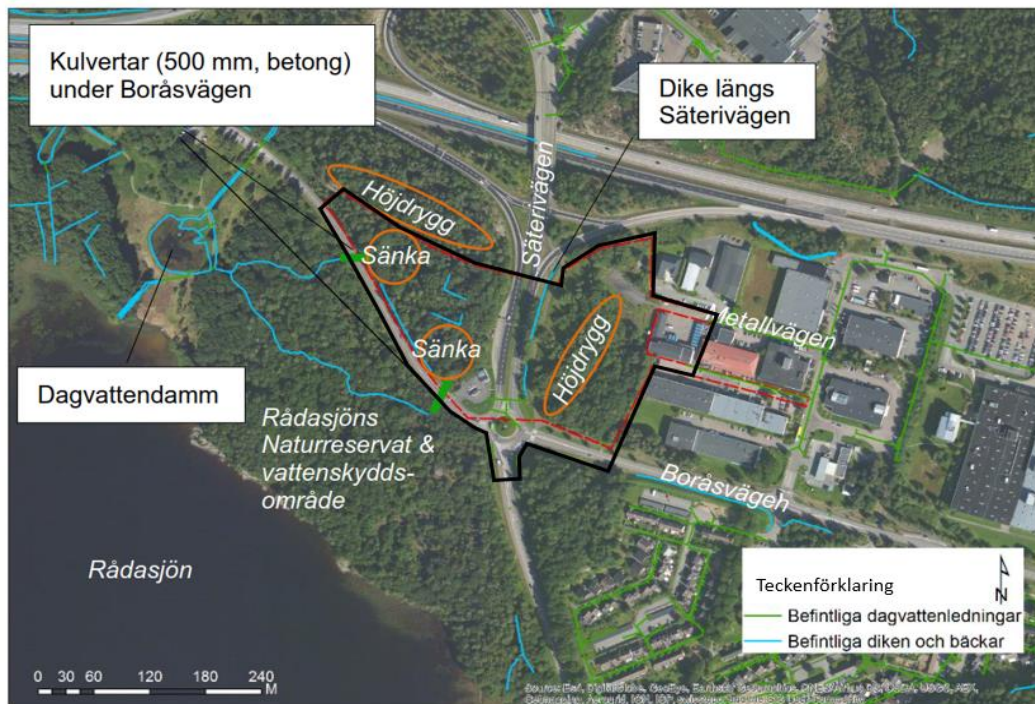 Kulvertar (500 mm, betong)
under Boråsvägen
Dike längs
Säterivägen
Säterivägen
Höjdrygg
Sänka
Sänka
Höjdrygg
Metallvägen
Dagvattendamm
Rådasjöns
Naturreservat &
vattenskydds-
område
Boråsvägeh
Rådasjön
Teckenförklaring
N
Befintliga dagvattenledningar
Befintliga diken och bäckar
0 30 60 120 180 240
M